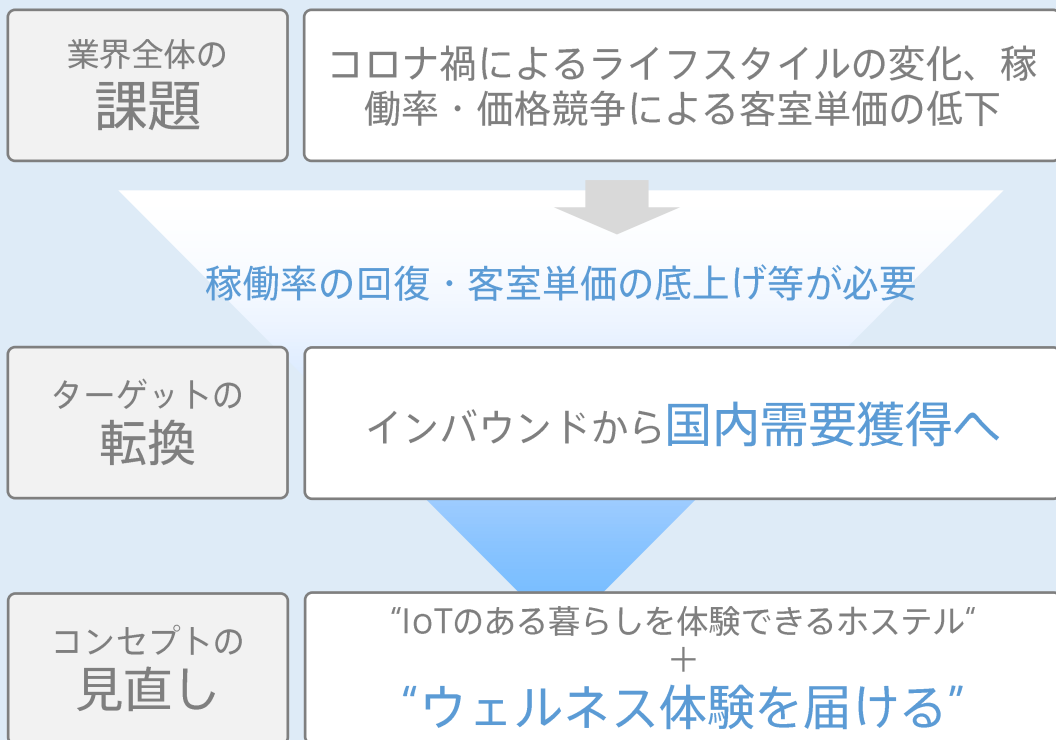 業界全体の
課題
コロナ禍によるライフスタイルの変化、稼
働率・価格競争による客室単価の低下
稼働率の回復・客室単価の底上げ等が必要
ターゲットの
転換
インバウンドから国内需要獲得へ
コンセプトの
見直し
“IoTのある暮らしを体験できるホステル“
＋
“ウェルネス体験を届ける”